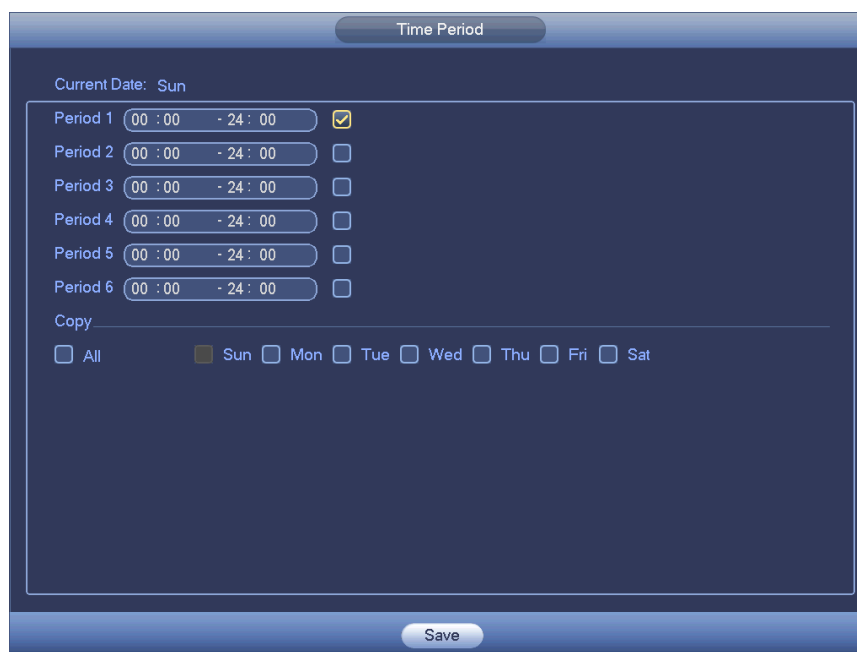 Time Period
Current Date: Sun
Period 1 00 :00 - 24 : 00
Period 2 00 :00 - 24 : 00
Period 3 00 :00 - 24 : 00
Period 4 00 :00 - 24 : 00
Period 5 00 :00 - 24 : 00
Period 6 00 :00 - 24 : 00
Copy
All Sun Mon Tue Wed Thu Fri Sat
Save